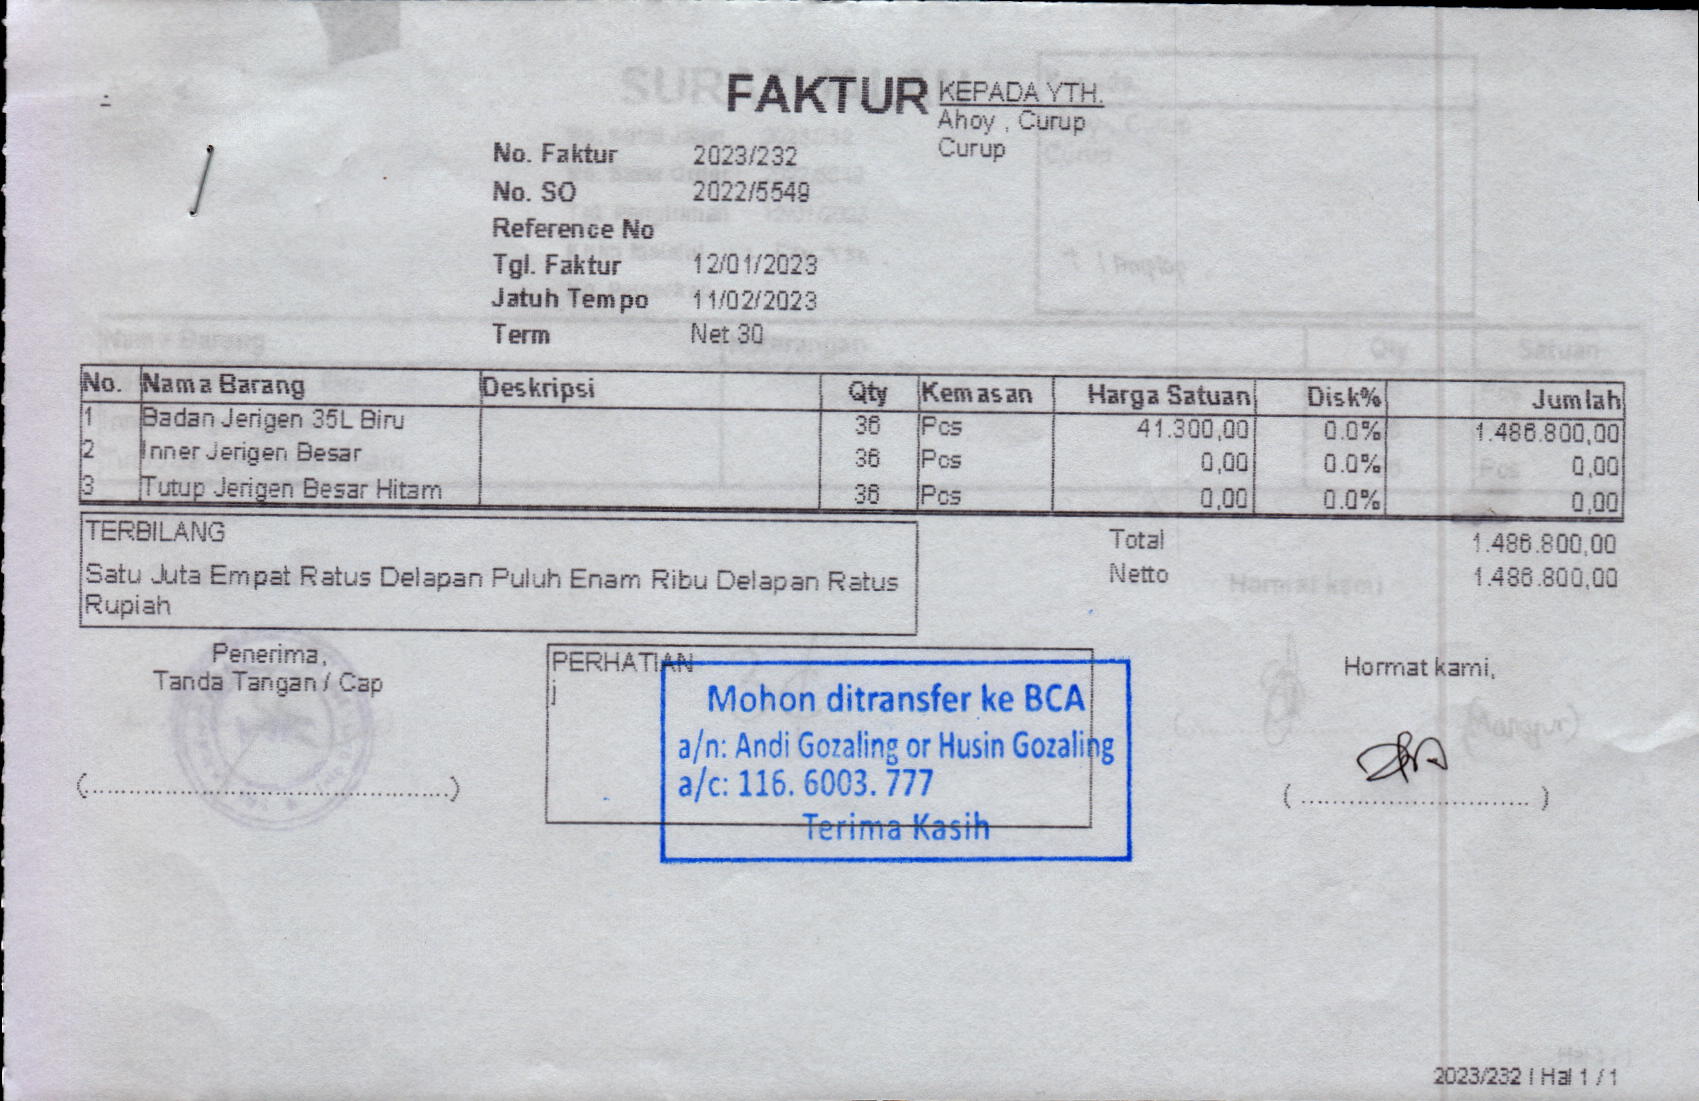 FAKTUR
KEPADA YTH.
Ahoy , Curup
Curup
No. Faktur 2023/232
No. SO 2022/5549
Reference No
Tgl. Faktur 12/01/2023
Jatuh Tempo 11/02/2023
Term Net 30
No. Nama Barang Deskripsi Qty Kemasan Harga Satuan Disk% Jumlah
1 Badan Jerigen 35L Biru 36 Pcs 41.300,00 0.0% 1.486.800,00
2 Inner Jerigen Besar 36 Pcs 0,00 0.0% 0,00
3 Tutup Jerigen Besar Hitam 36 Pcs 0,00 0.0% 0,00
TERBILANG
Satu Juta Empat Ratus Delapan Puluh Enam Ribu Delapan Ratus
Rupiah
Total 1.486.800,00
Netto 1.486.800,00
Penerima,
Tanda Tangan / Cap
(........................................)
PERHATIAN
j
Mohon ditransfer ke BCA
a/n: Andi Gozaling or Husin Gozaling
a/c: 116. 6003. 777
Terima Kasih
Hormat kami,
(............................)
2023/232 / Hal 1 / 1